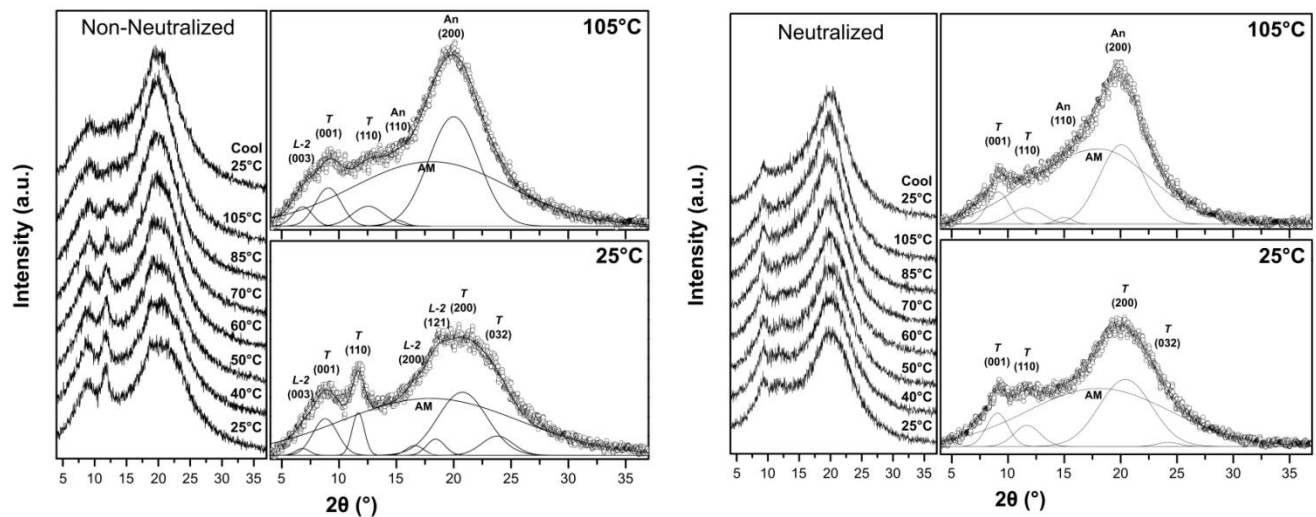 Non-Neutralized
Cool
25°C
105°C
85°C
70°C
60°C
50°C
40°C
25°C
5 10 15 20 25 30 35
Intensity (a.u.)
105°C
An
(200)
T
(001)
T
(110)
An
(110)
L-2
(003)
AM
25°C
L-2
(003)
T
(001)
T
(110)
L-2
(200)
L-2
(121)
T
(200)
T
(032)
AM
5 10 15 20 25 30 35
2θ (°)
Neutralized
Cool
25°C
105°C
85°C
70°C
60°C
50°C
40°C
25°C
5 10 15 20 25 30 35
Intensity (a.u.)
105°C
An
(200)
T
(001)
T
(110)
An
(110)
AM
25°C
T
(001)
T
(110)
T
(200)
T
(032)
AM
5 10 15 20 25 30 35
2θ (°)